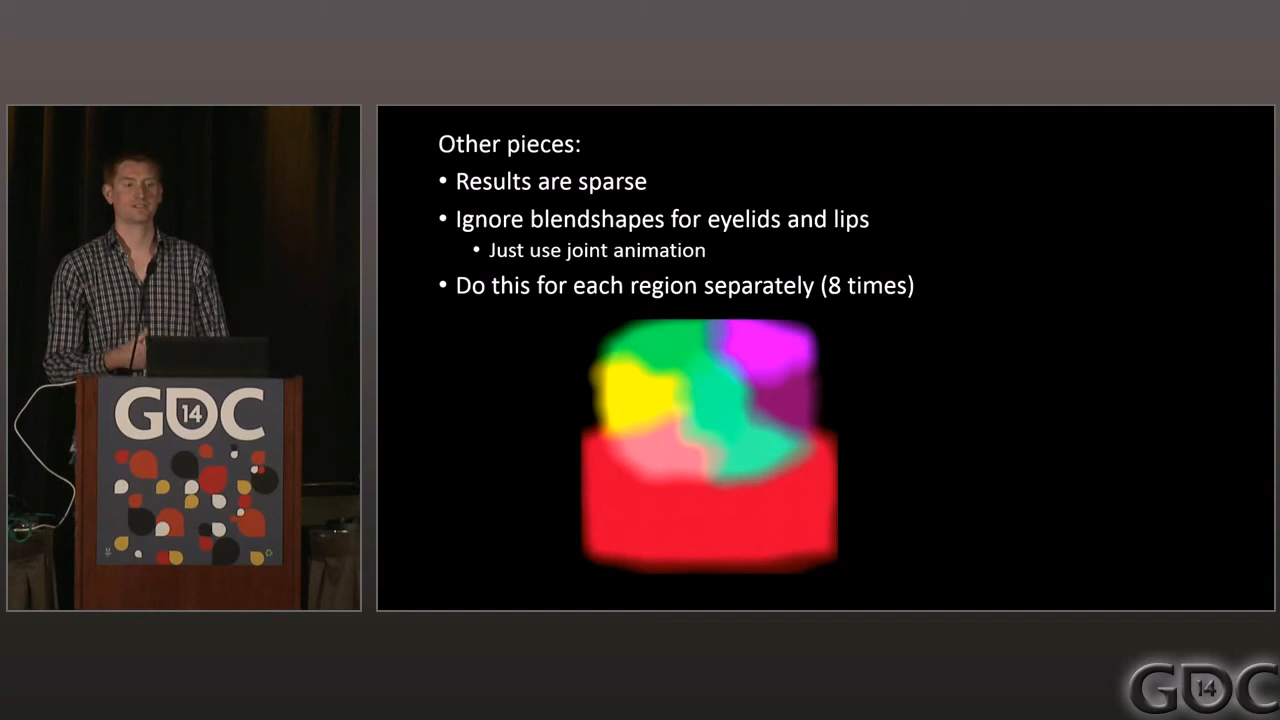 Other pieces:
• Results are sparse
• Ignore blendshapes for eyelids and lips
• Just use joint animation
• Do this for each region separately (8 times)
GDC
14
GDC
14